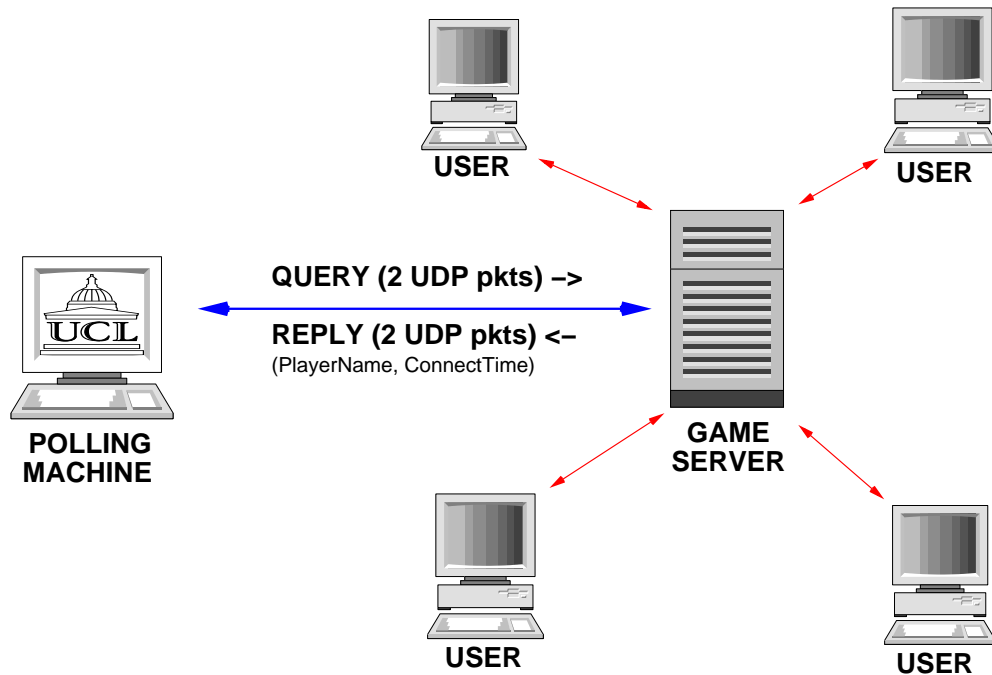 USER
USER
QUERY (2 UDP pkts) –>
REPLY (2 UDP pkts) <–
(PlayerName, ConnectTime)
UCL
POLLING
MACHINE
GAME
SERVER
USER
USER